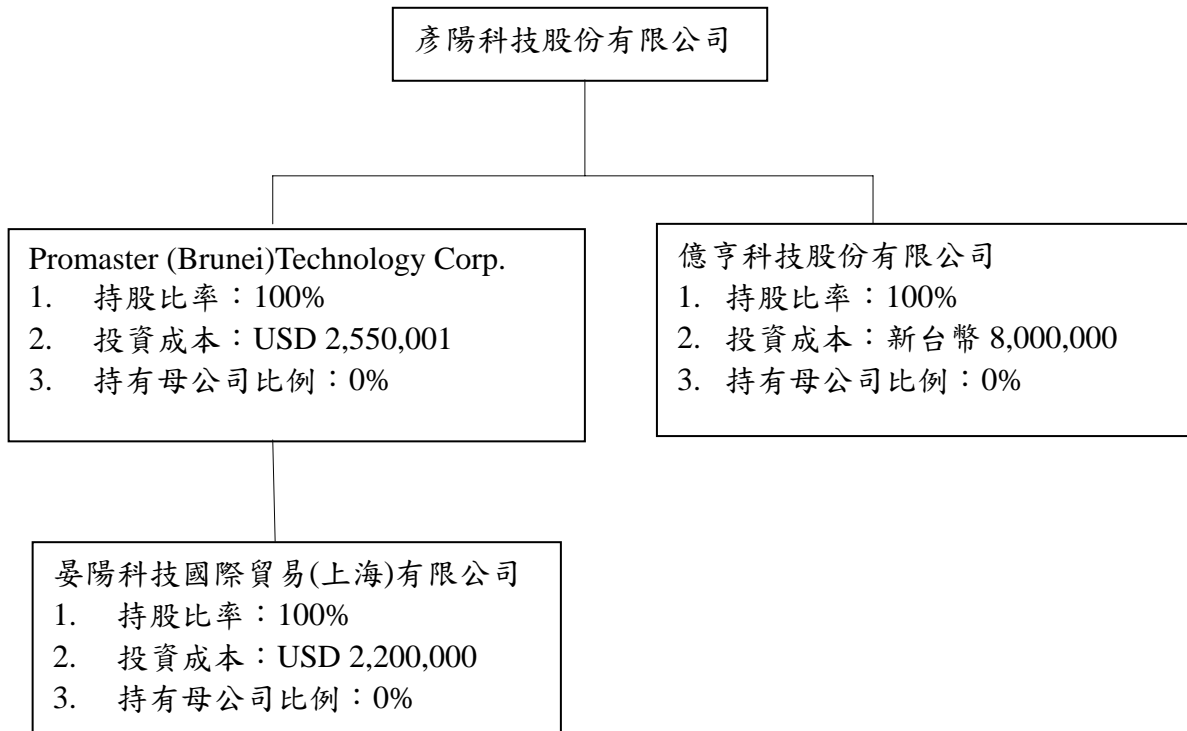 彥陽科技股份有限公司
Promaster (Brunei)Technology Corp.
1. 持股比率：100%
2. 投資成本：USD 2,550,001
3. 持有母公司比例：0%
億亨科技股份有限公司
1. 持股比率：100%
2. 投資成本：新台幣 8,000,000
3. 持有母公司比例：0%
晏陽科技國際貿易(上海)有限公司
1. 持股比率：100%
2. 投資成本：USD 2,200,000
3. 持有母公司比例：0%